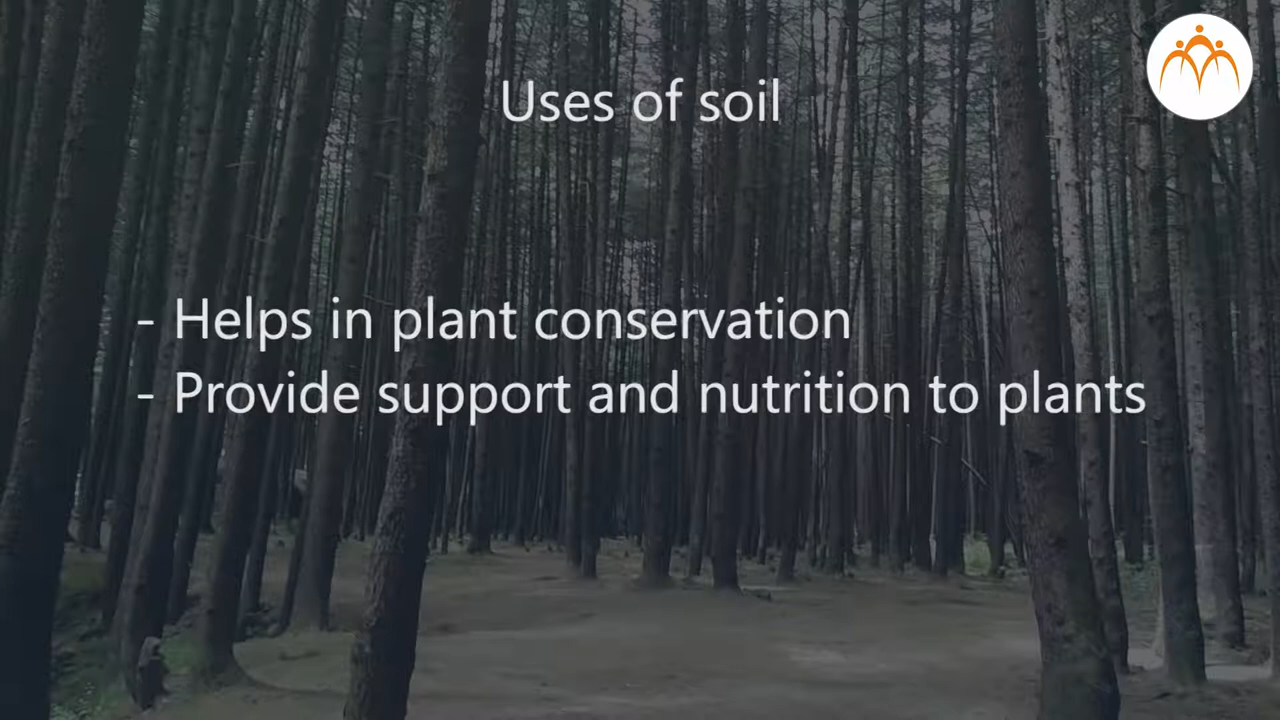 Uses of soil
- Helps in plant conservation
- Provide support and nutrition to plants